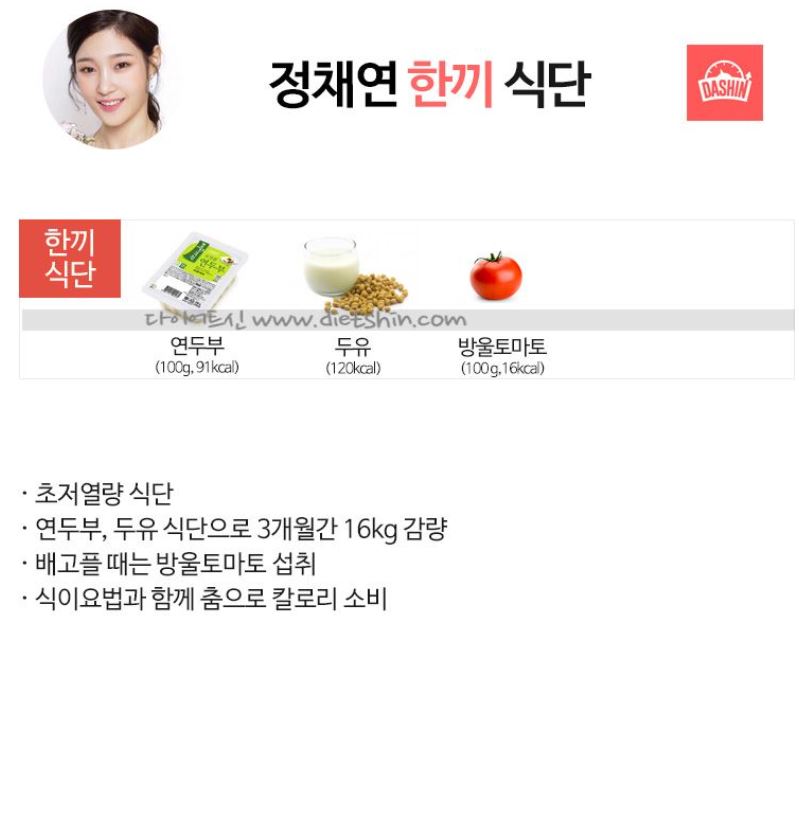 정채연 한끼 식단
DASHIN
한끼
식단
연두부
다이어트신 www.dietshin.com
연두부 두유 방울토마토
(100g, 91kcal) (120kcal) (100g,16kcal)
· 초저열량 식단
· 연두부, 두유 식단으로 3개월간 16kg 감량
· 배고플 때는 방울토마토 섭취
· 식이요법과 함께 춤으로 칼로리 소비